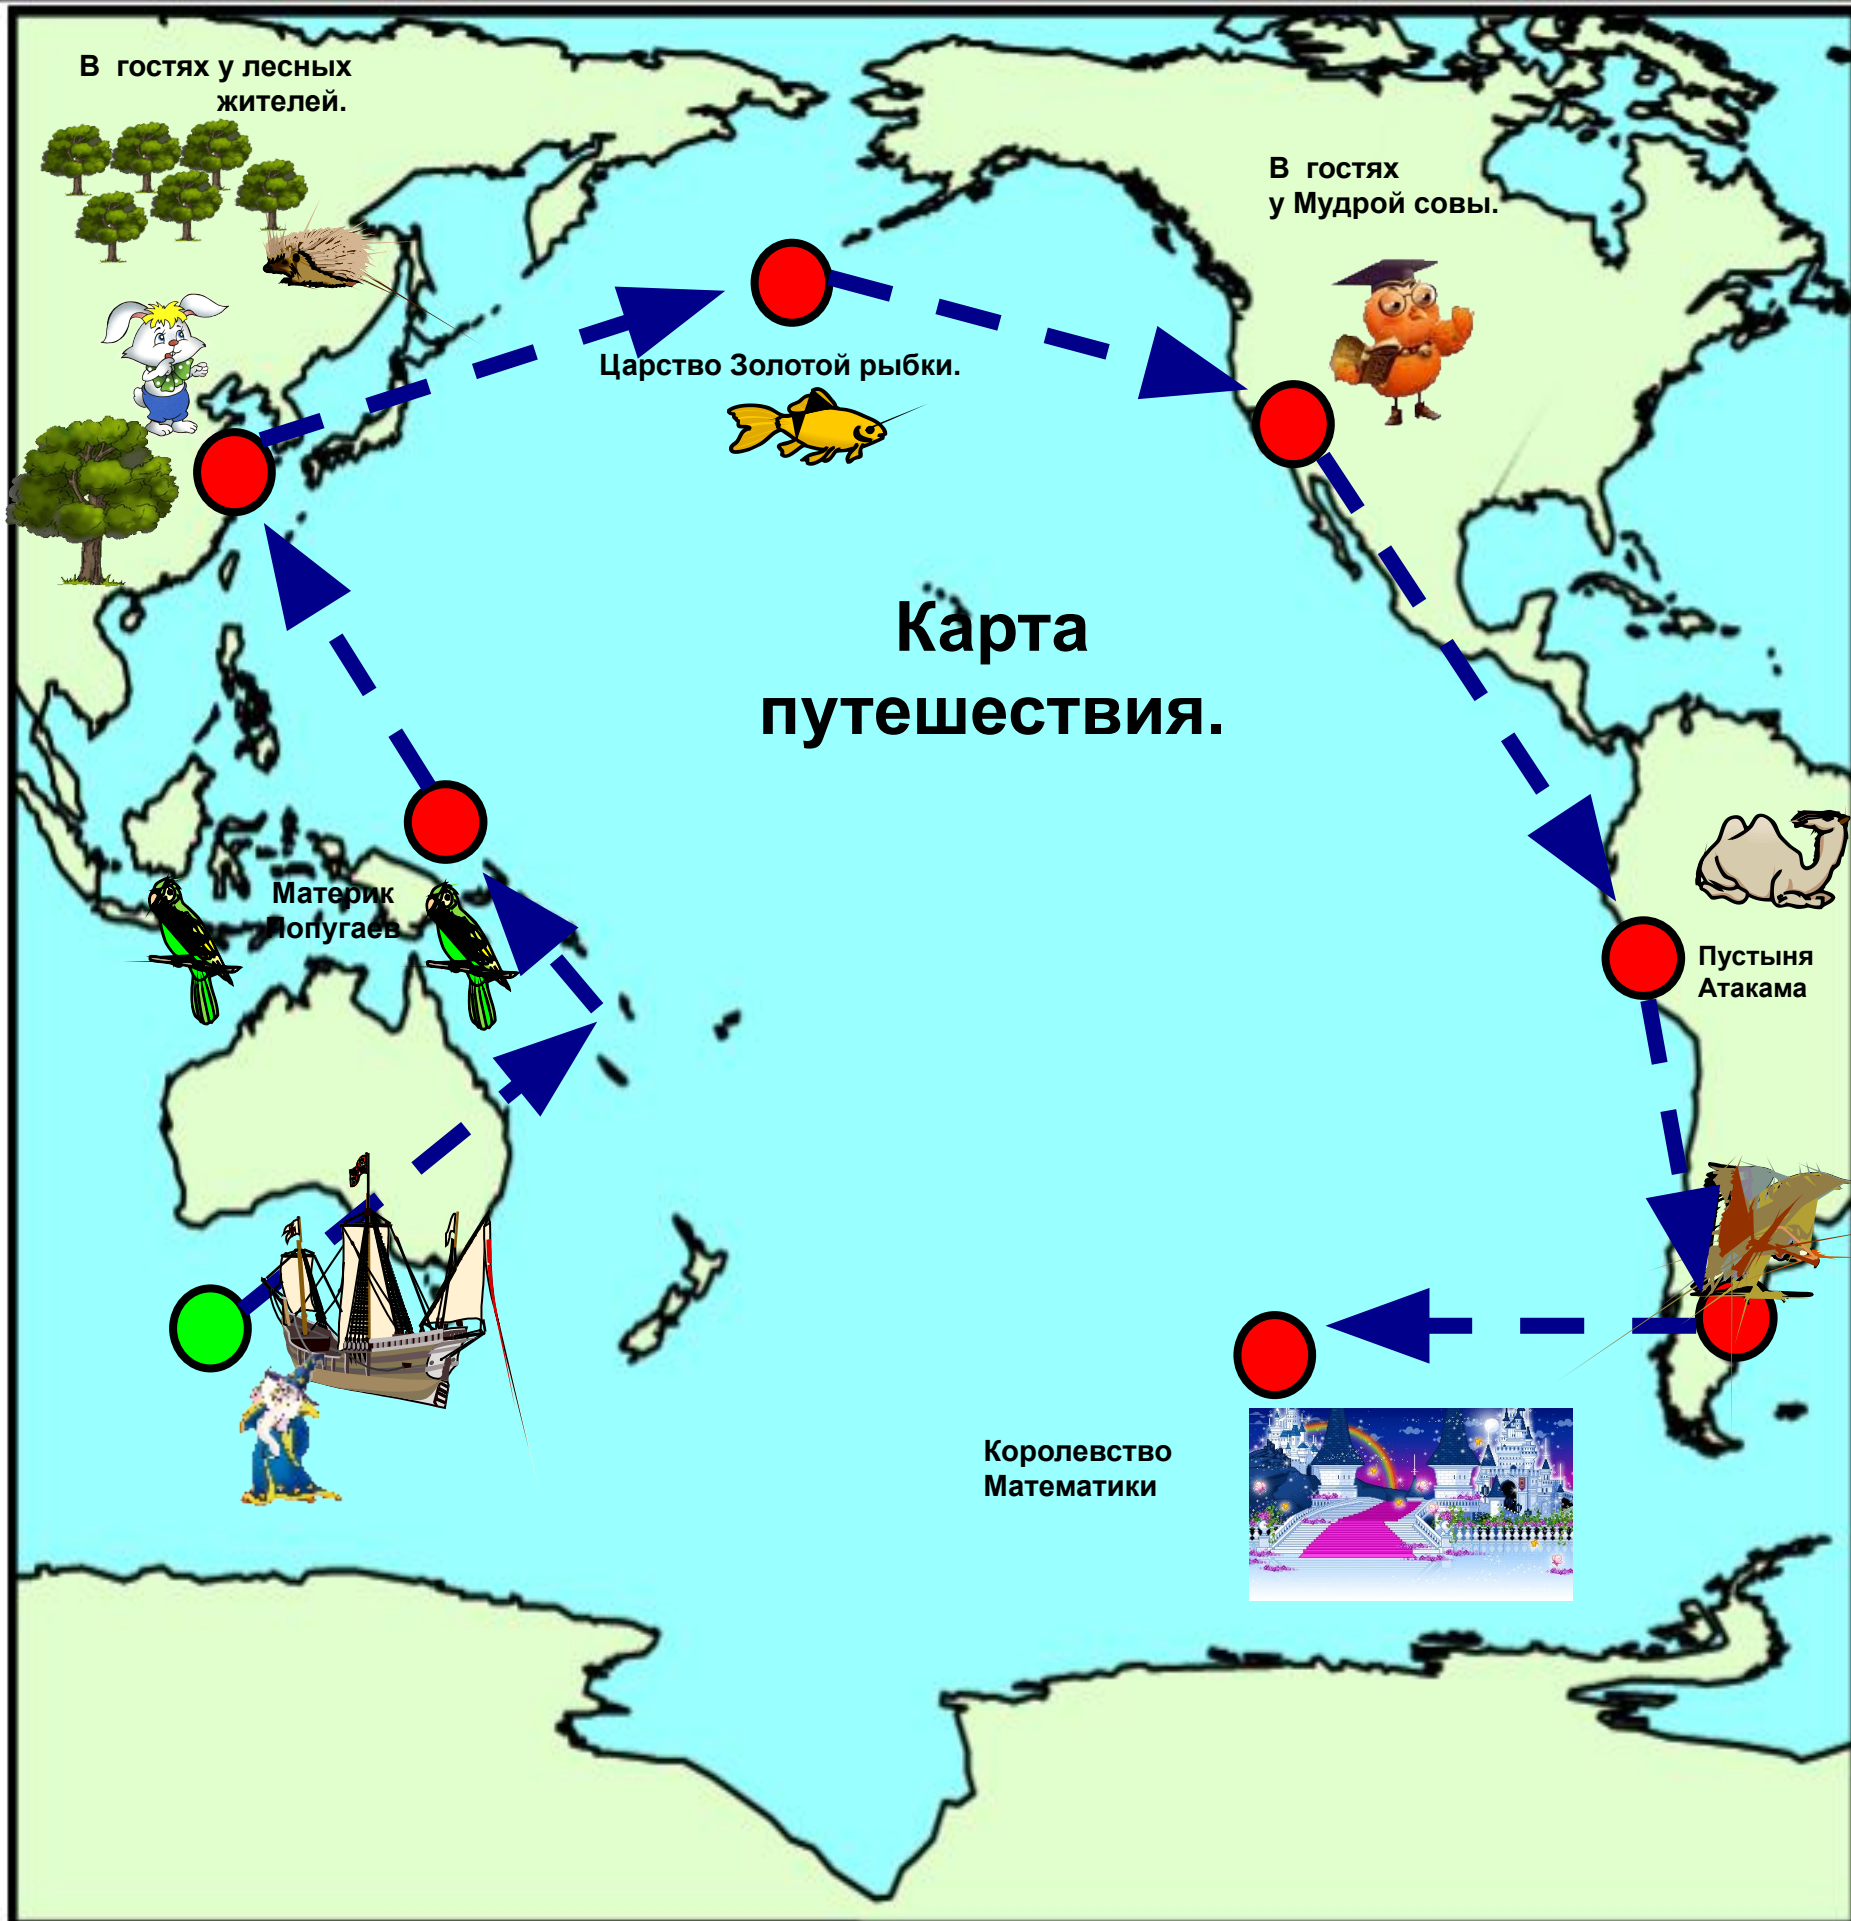 В гостях у лесных
жителей.
В гостях
у Мудрой совы.
Царство Золотой рыбки.
Карта
путешествия.
Материк
Попугаев
Пустыня
Атакама
Королевство
Математики